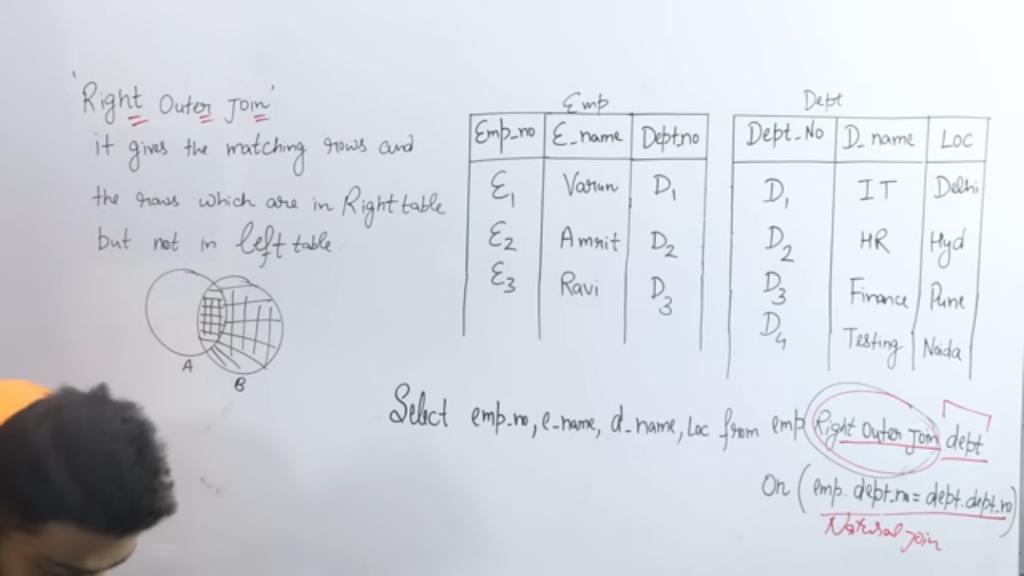 'Right Outer Join'
it gives the matching rows and
the rows which are in Right table
but not in left table.
A
B
Emp
Emp_no E_name Dept_no
E1 Varun D1
E2 Amrit D2
E3 Ravi D3
Dept
Dept_No D_name Loc
D1 IT Delhi
D2 HR Hyd
D3 Finance Pune
D4 Testing Noida
Select emp_no, e_name, d_name, Loc from emp Right Outer Join dept
On (emp.dept_no = dept.dept_no)
Natural join